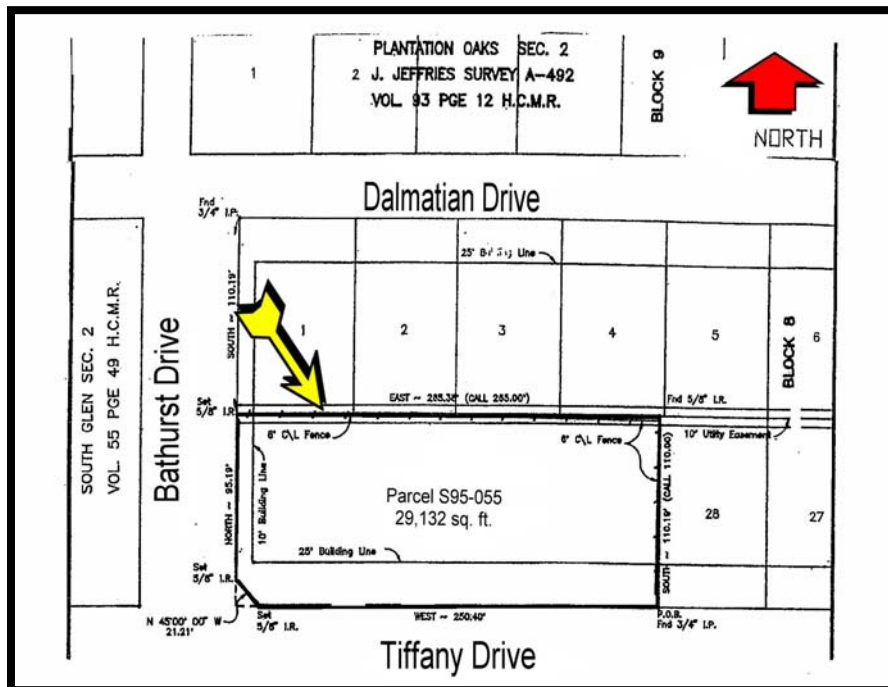 PLANTATION OAKS SEC. 2
1
2
J. JEFFRIES SURVEY A-492
VOL. 93 PGE 12 H.C.M.R.
BLOCK 9
NORTH
Dalmatian Drive
Fnd
3/4" I.P.
25' Building Line
SOUTH ~ 110.19'
1
2
3
4
5
6
BLOCK 8
SOUTH GLEN SEC. 2
VOL. 55 PGE 49 H.C.M.R.
Bathurst Drive
Set
5/8" I.R.
EAST ~ 285.38' (CALL 285.00')
Fnd 5/8" I.R.
6' C\L Fence
6' C\L Fence
10' Utility Easement
NORTH ~ 95.19'
10' Building Line
Parcel S95-055
29,132 sq. ft.
SOUTH ~ 110.19' (CALL 110.00)
28
27
25' Building Line
Set
5/8" I.R.
N 45°00' 00" W
21.21'
Set
5/8" I.R.
WEST ~ 250.40'
P.O.B.
Fnd 3/4" I.P.
Tiffany Drive